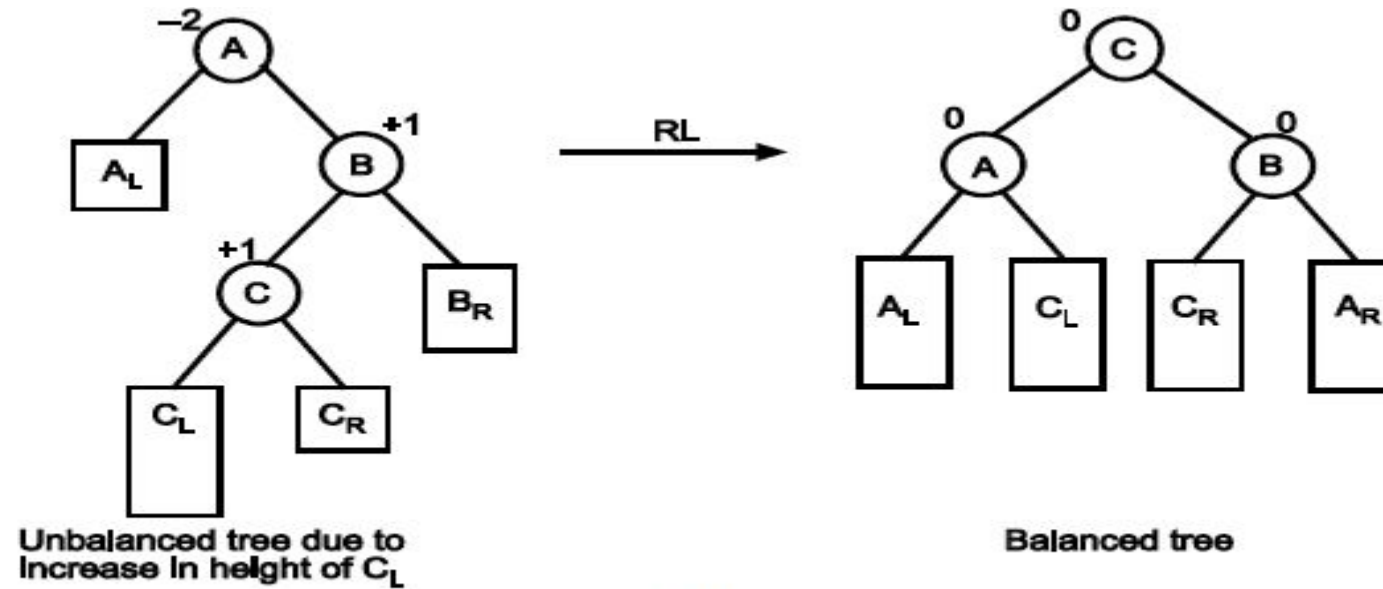 –2
A
0
C
+1
B
RL
0
A
0
B
A_L
+1
C
B_R
A_L
C_L
C_R
A_R
C_L
C_R
Unbalanced tree due to
increase in height of C_L
Balanced tree